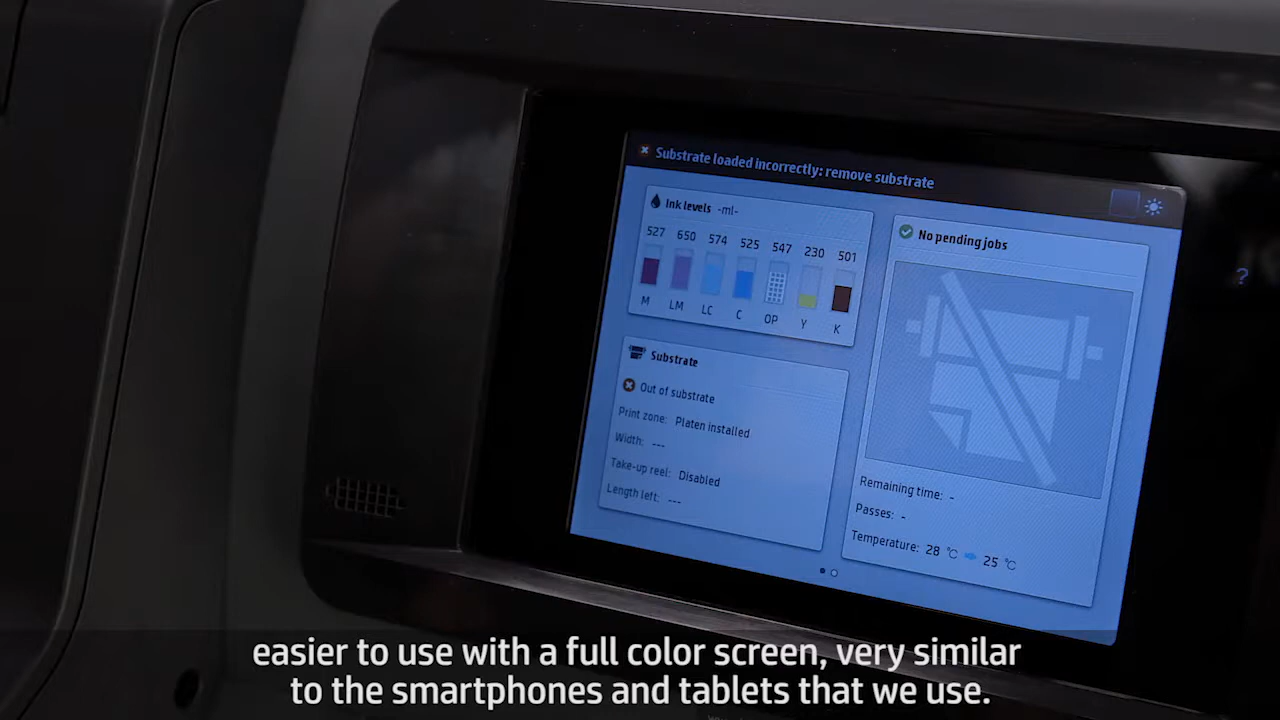 Substrate loaded incorrectly: remove substrate
Ink levels -ml-
527 650 574 525 547 230 501
M LM LC C OP Y K
Substrate
Out of substrate
Print zone: Platen installed
Width: ---
Take-up reel: Disabled
Length left: ---
No pending jobs
Remaining time: -
Passes: -
Temperature: 28 °C 25 °C
?
easier to use with a full color screen, very similar
to the smartphones and tablets that we use.